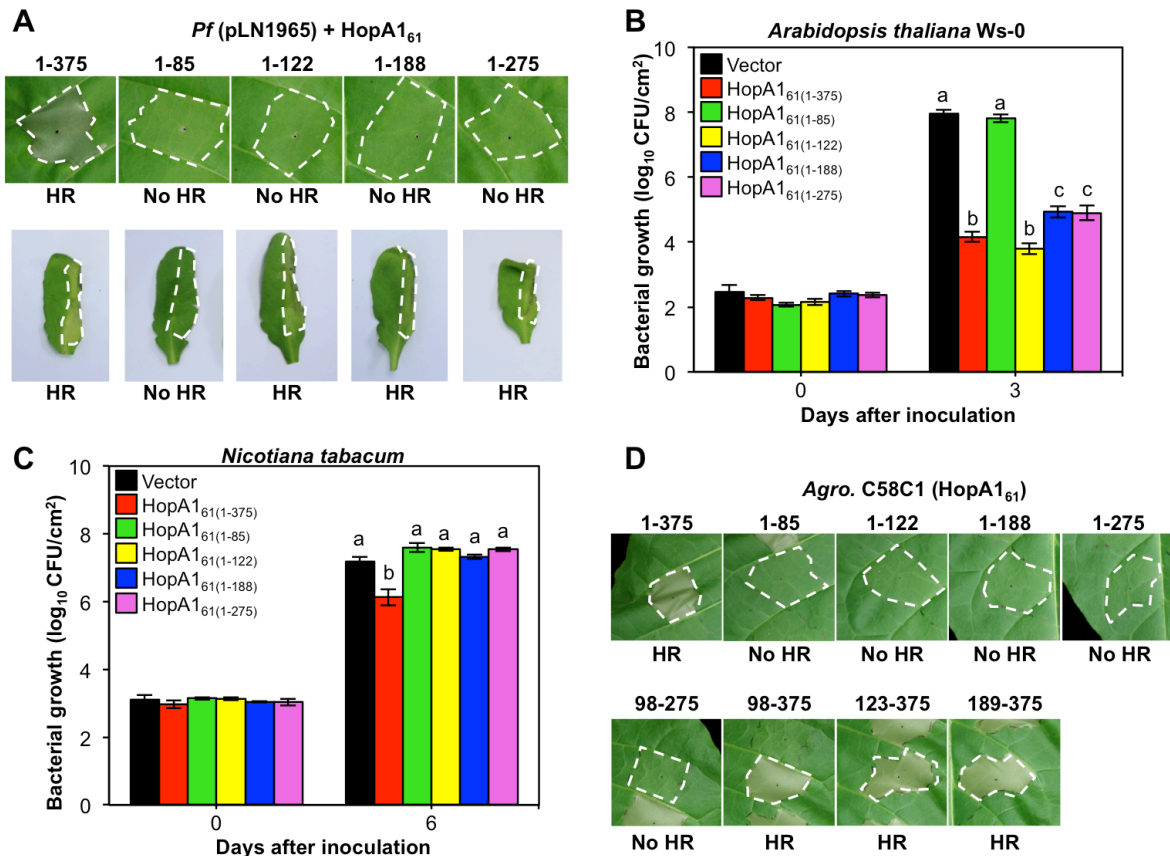 A
Pf (pLN1965) + HopA1₆₁
1-375 1-85 1-122 1-188 1-275
HR No HR No HR No HR No HR
HR No HR HR HR HR
B
Arabidopsis thaliana Ws-0
Bacterial growth (log₁₀ CFU/cm²)
10
8
6
4
2
0
Vector
HopA1₆₁₍₁₋₃₇₅₎
HopA1₆₁₍₁₋₈₅₎
HopA1₆₁₍₁₋₁₂₂₎
HopA1₆₁₍₁₋₁₈₈₎
HopA1₆₁₍₁₋₂₇₅₎
a b a b c c
0 3
Days after inoculation
C
Nicotiana tabacum
Bacterial growth (log₁₀ CFU/cm²)
10
8
6
4
2
0
Vector
HopA1₆₁₍₁₋₃₇₅₎
HopA1₆₁₍₁₋₈₅₎
HopA1₆₁₍₁₋₁₂₂₎
HopA1₆₁₍₁₋₁₈₈₎
HopA1₆₁₍₁₋₂₇₅₎
a b a a a a
0 6
Days after inoculation
D
Agro. C58C1 (HopA1₆₁)
1-375 1-85 1-122 1-188 1-275
HR No HR No HR No HR No HR
98-275 98-375 123-375 189-375
No HR HR HR HR